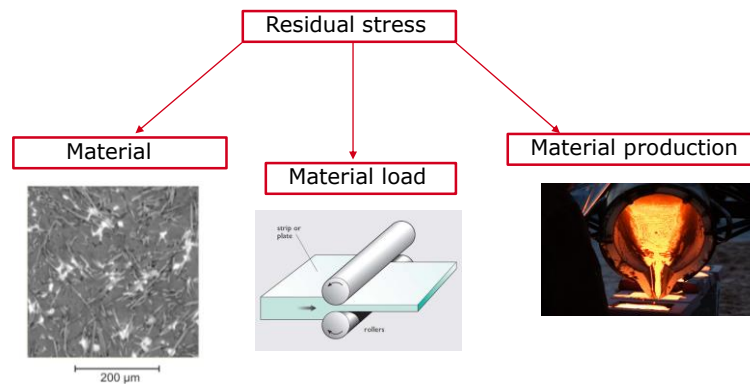 Residual stress
Material
Material load
Material production
strip or
plate
rollers
200 µm